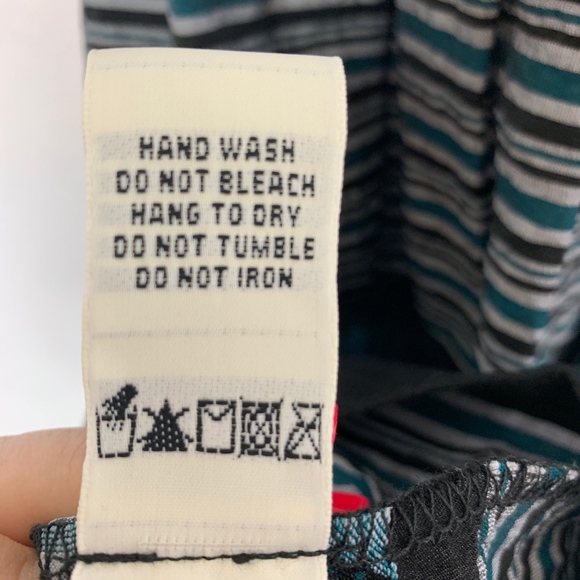 HAND WASH
DO NOT BLEACH
HANG TO DRY
DO NOT TUMBLE
DO NOT IRON